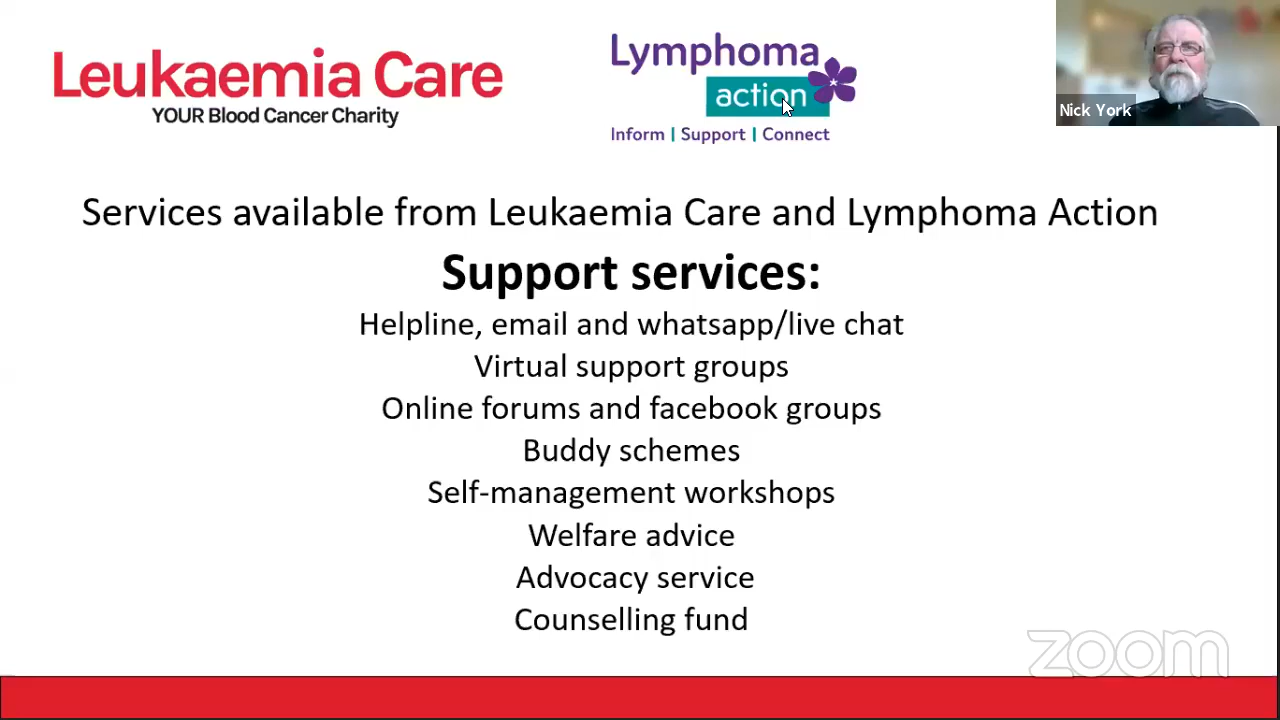 Leukaemia Care
YOUR Blood Cancer Charity
Lymphoma
action
Inform | Support | Connect
Nick York
Services available from Leukaemia Care and Lymphoma Action
Support services:
Helpline, email and whatsapp/live chat
Virtual support groups
Online forums and facebook groups
Buddy schemes
Self-management workshops
Welfare advice
Advocacy service
Counselling fund
zoom